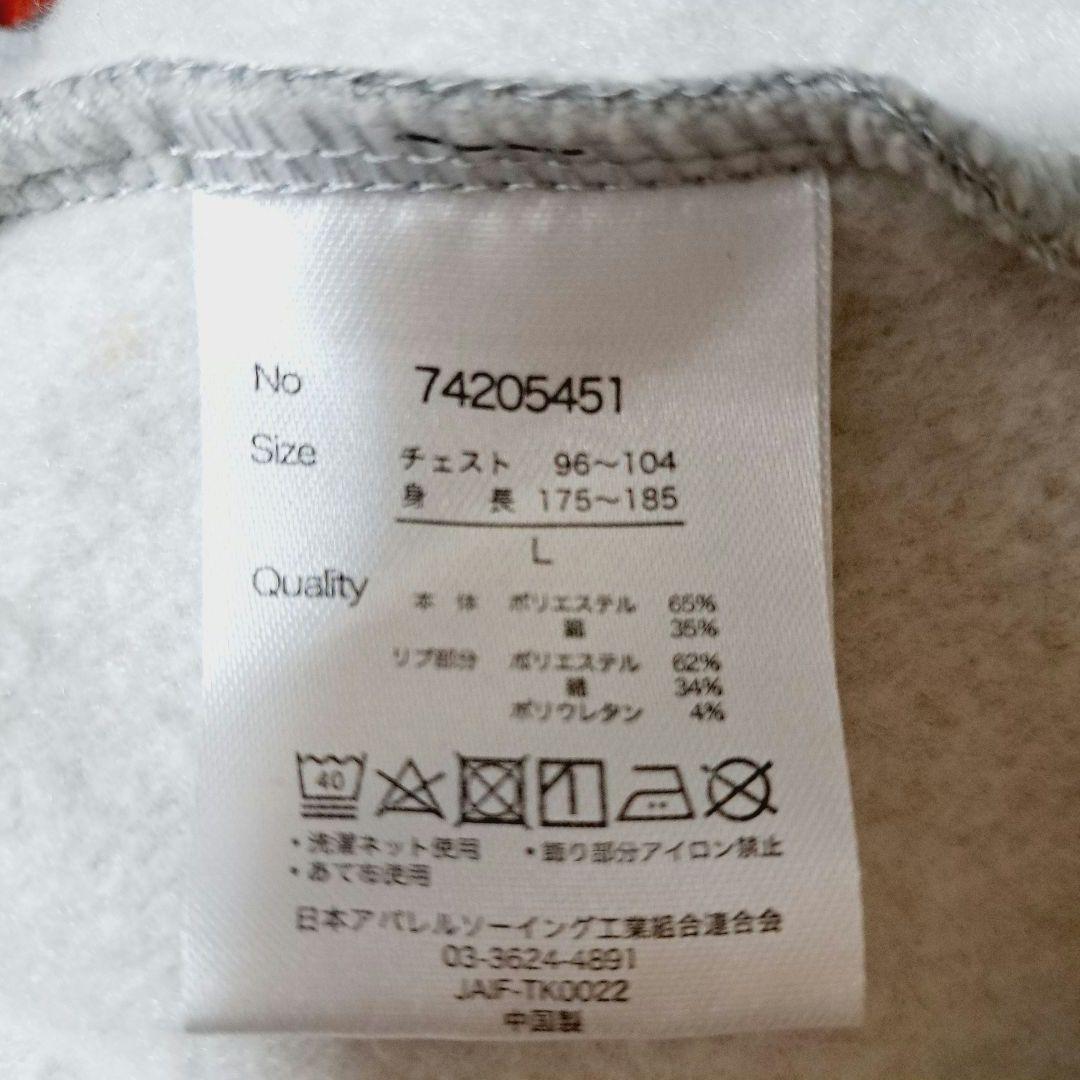 No 74205451
Size チェスト 96〜104
身長 175〜185
L
Quality 本体 ポリエステル 65%
綿 35%
リブ部分 ポリエステル 62%
綿 34%
ポリウレタン 4%
40
・洗濯ネット使用 ・飾り部分アイロン禁止
・あて布使用
日本アパレルソーイング工業組合連合会
03-3624-4891
JAIF-TK0022
中国製